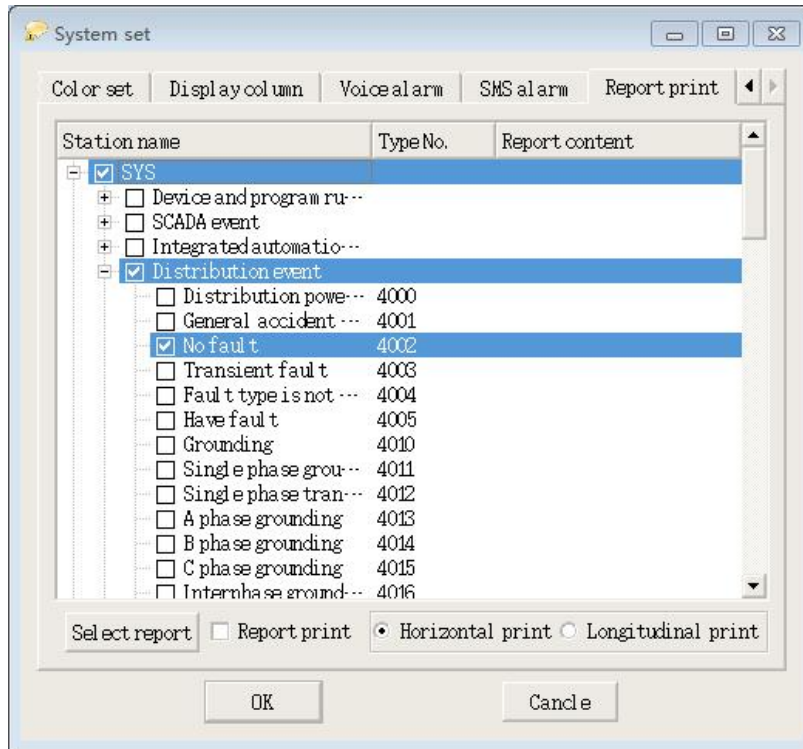 System set
Color set Display column Voice alarm SMS alarm Report print
Station name Type No. Report content
SYS
Device and program ru...
SCADA event
Integrated automatio...
Distribution event
Distribution powe... 4000
General accident ... 4001
No fault 4002
Transient fault 4003
Fault type is not ... 4004
Have fault 4005
Grounding 4010
Single phase grou... 4011
Single phase tran... 4012
A phase grounding 4013
B phase grounding 4014
C phase grounding 4015
Interphase ground... 4016
Select report Report print Horizontal print Longitudinal print
OK Cancle